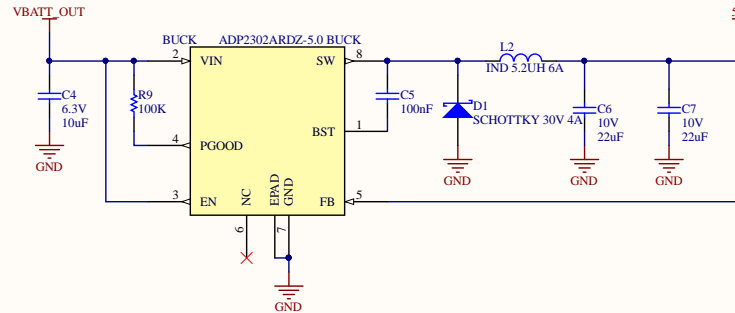 VBATT_OUT
BUCK
ADP2302ARDZ-5.0 BUCK
2
VIN
SW
8
L2
IND 5.2UH 6A
C4
6.3V
10uF
R9
100K
C5
100nF
D1
SCHOTTKY 30V 4A
C6
10V
22uF
C7
10V
22uF
4
PGOOD
BST
1
GND
GND
GND
GND
3
EN
NC
EPAD
GND
FB
5
6
7
GND